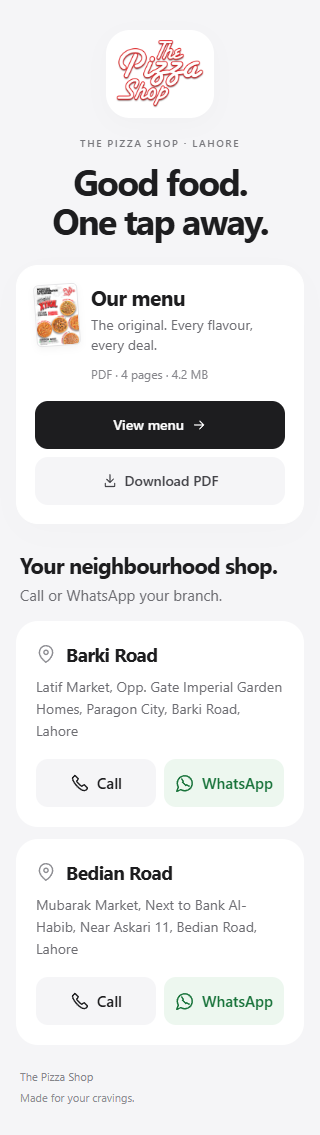 The
Pizza
Shop
THE PIZZA SHOP · LAHORE
Good food.
One tap away.
Our menu
The original. Every flavour,
every deal.
PDF · 4 pages · 4.2 MB
View menu →
Download PDF
Your neighbourhood shop.
Call or WhatsApp your branch.
Barki Road
Latif Market, Opp. Gate Imperial Garden
Homes, Paragon City, Barki Road,
Lahore
Call
WhatsApp
Bedian Road
Mubarak Market, Next to Bank Al-
Habib, Near Askari 11, Bedian Road,
Lahore
Call
WhatsApp
The Pizza Shop
Made for your cravings.